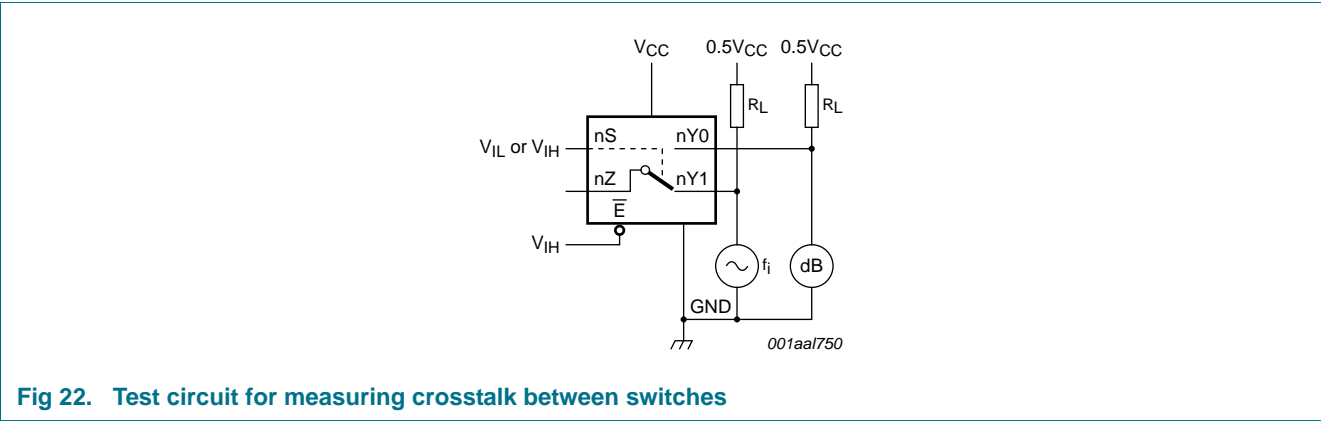 VCC 0.5VCC 0.5VCC
RL RL
nS nY0
VIL or VIH
nZ nY1
E
VIH
fi dB
GND
001aal750
Fig 22. Test circuit for measuring crosstalk between switches